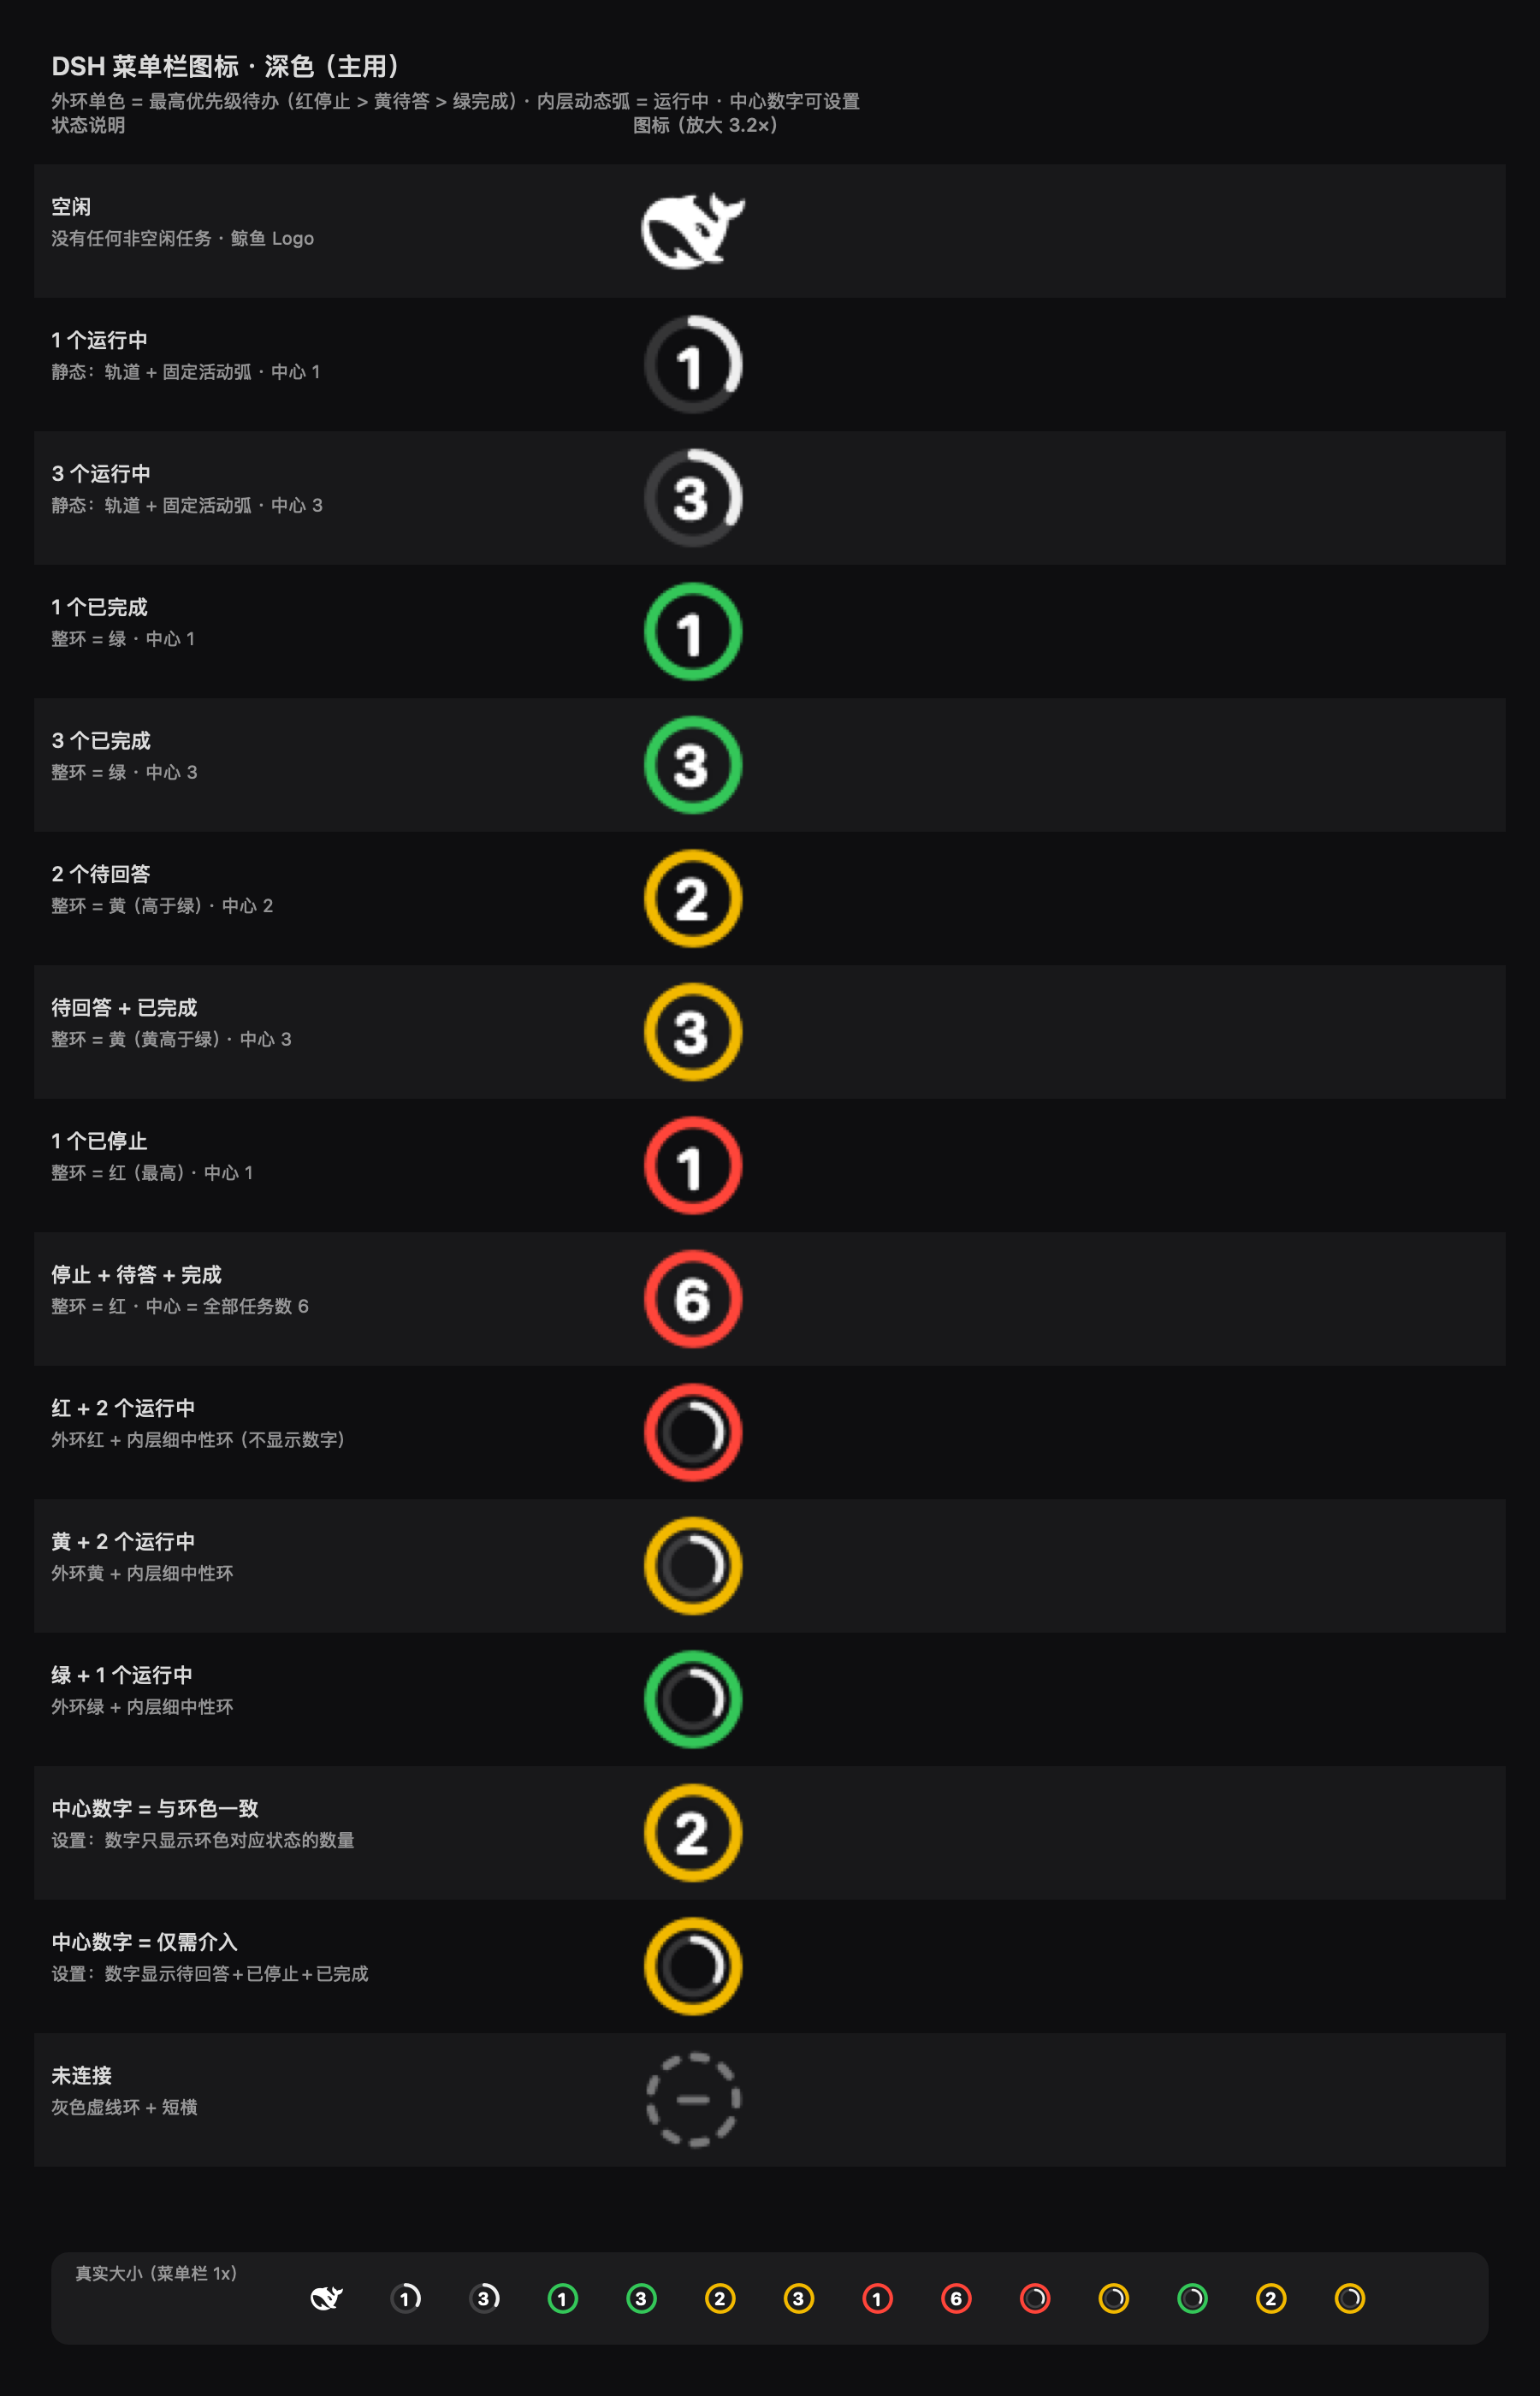 DSH 菜单栏图标 · 深色（主用）
外环单色 = 最高优先级待办（红停止 > 黄待答 > 绿完成）· 内层动态弧 = 运行中 · 中心数字可设置
状态说明
图标（放大 3.2×）
空闲
没有任何非空闲任务 · 鲸鱼 Logo
1 个运行中
静态：轨道 + 固定活动弧 · 中心 1
1
3 个运行中
静态：轨道 + 固定活动弧 · 中心 3
3
1 个已完成
整环 = 绿 · 中心 1
1
3 个已完成
整环 = 绿 · 中心 3
3
2 个待回答
整环 = 黄（高于绿）· 中心 2
2
待回答 + 已完成
整环 = 黄（黄高于绿）· 中心 3
3
1 个已停止
整环 = 红（最高）· 中心 1
1
停止 + 待答 + 完成
整环 = 红 · 中心 = 全部任务数 6
6
红 + 2 个运行中
外环红 + 内层细中性环（不显示数字）
黄 + 2 个运行中
外环黄 + 内层细中性环
绿 + 1 个运行中
外环绿 + 内层细中性环
中心数字 = 与环色一致
设置：数字只显示环色对应状态的数量
2
中心数字 = 仅需介入
设置：数字显示待回答+已停止+已完成
未连接
灰色虚线环 + 短横
真实大小（菜单栏 1x）
1 3 1 3 2 3 1 6 2